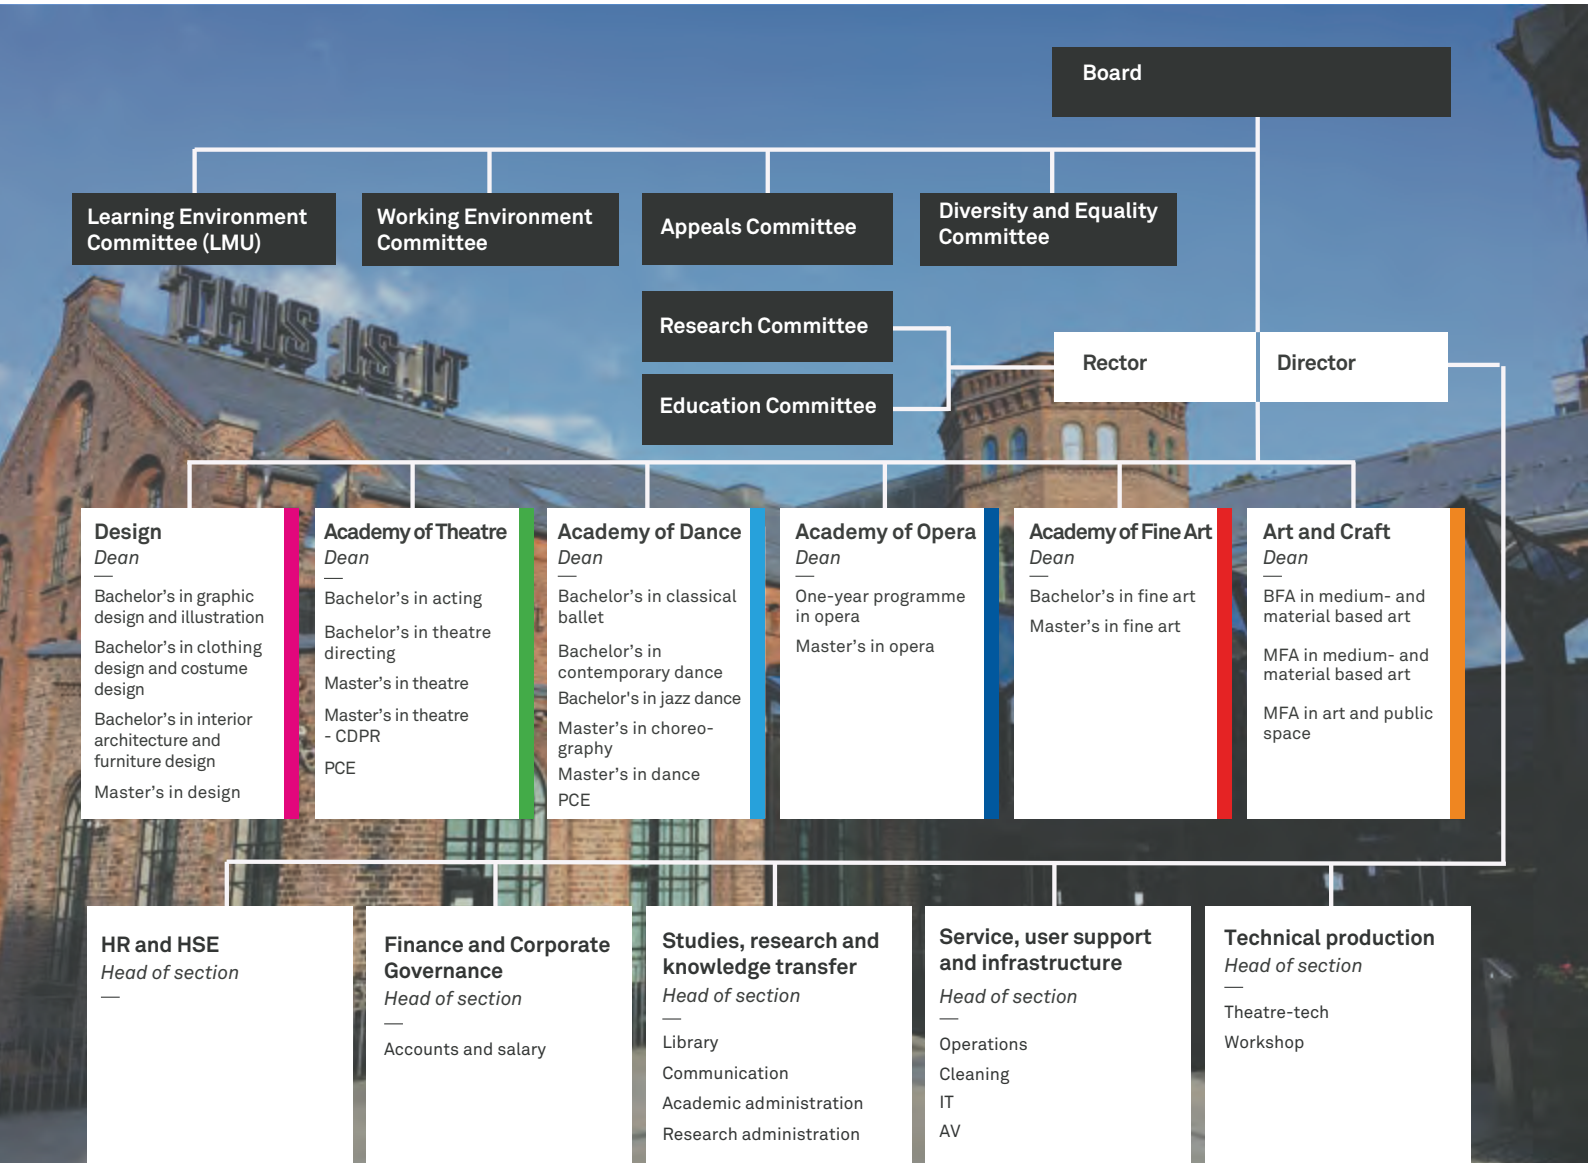 Board
Learning Environment
Committee (LMU)
Working Environment
Committee
Appeals Committee
Diversity and Equality
Committee
THIS IS IT
Research Committee
Education Committee
Rector
Director
Design
Dean
—
Bachelor's in graphic
design and illustration
Bachelor's in clothing
design and costume
design
Bachelor's in interior
architecture and
furniture design
Master's in design
Academy of Theatre
Dean
—
Bachelor's in acting
Bachelor's in theatre
directing
Master's in theatre
Master's in theatre
- CDPR
PCE
Academy of Dance
Dean
—
Bachelor's in classical
ballet
Bachelor's in
contemporary dance
Bachelor's in jazz dance
Master's in choreo-
graphy
Master's in dance
PCE
Academy of Opera
Dean
—
One-year programme
in opera
Master's in opera
Academy of Fine Art
Dean
—
Bachelor's in fine art
Master's in fine art
Art and Craft
Dean
—
BFA in medium- and
material based art
MFA in medium- and
material based art
MFA in art and public
space
HR and HSE
Head of section
—
Finance and Corporate
Governance
Head of section
—
Accounts and salary
Studies, research and
knowledge transfer
Head of section
—
Library
Communication
Academic administration
Research administration
Service, user support
and infrastructure
Head of section
—
Operations
Cleaning
IT
AV
Technical production
Head of section
—
Theatre-tech
Workshop